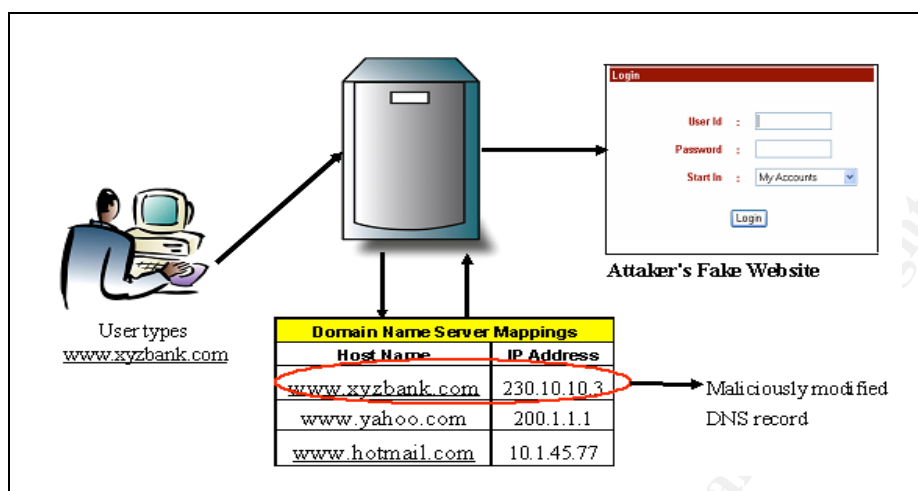 Login
User Id :
Password :
Start In : My Accounts
Login
Attaker's Fake Website
User types
www.xyzbank.com
Domain Name Server Mappings
Host Name IP Address
www.xyzbank.com 230.10.10.3
www.yahoo.com 200.1.1.1
www.hotmail.com 10.1.45.77
Maliciously modified
DNS record